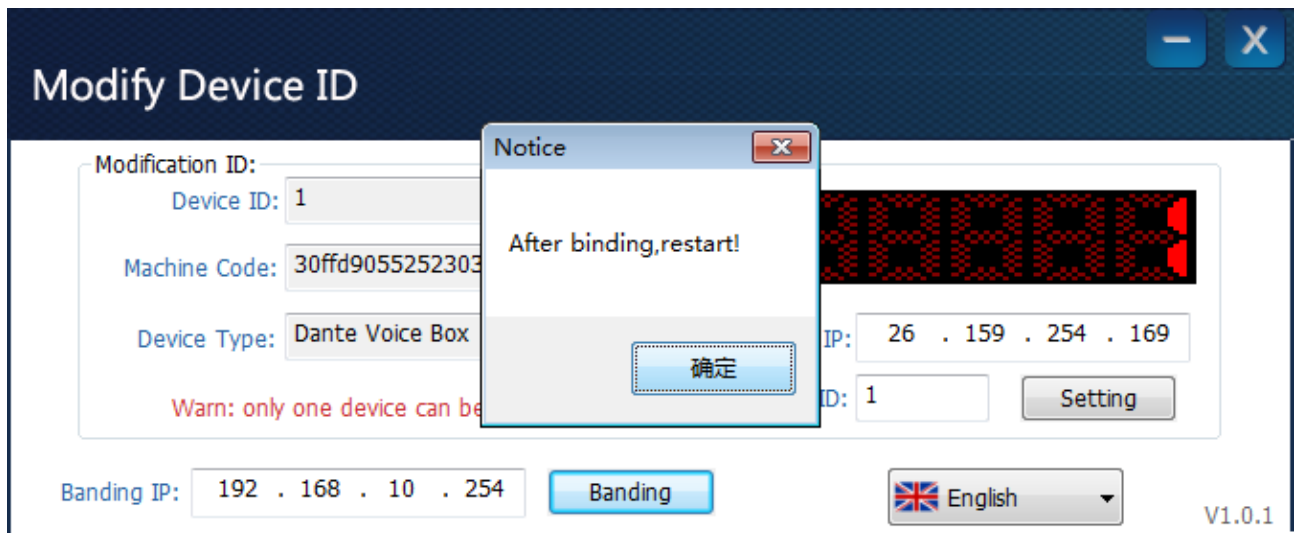 Modify Device ID
Notice
Modification ID:
Device ID: 1
After binding,restart!
Machine Code: 30ffd9055252303
Device Type: Dante Voice Box
IP: 26 . 159 . 254 . 169
确定
Warn: only one device can be
ID: 1
Setting
Banding IP: 192 . 168 . 10 . 254
Banding
English
V1.0.1